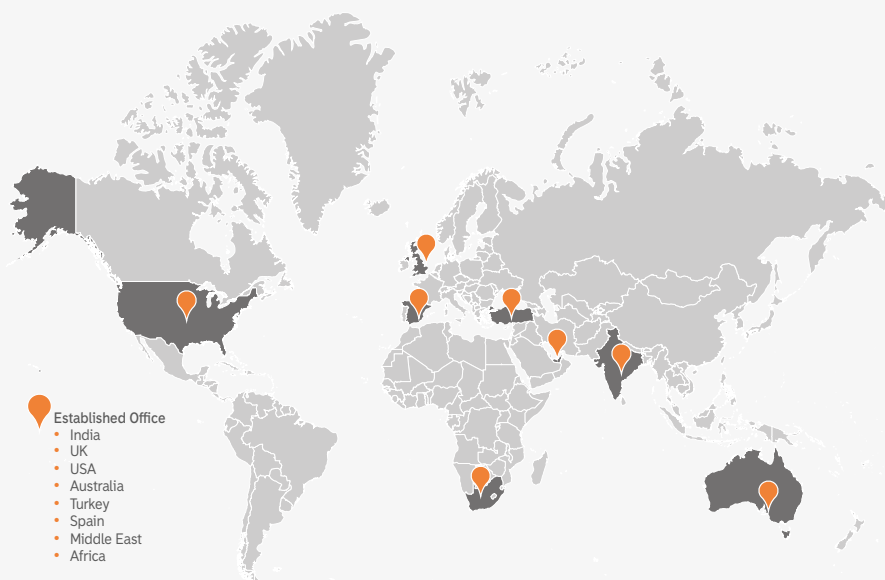 Established Office
• India
• UK
• USA
• Australia
• Turkey
• Spain
• Middle East
• Africa